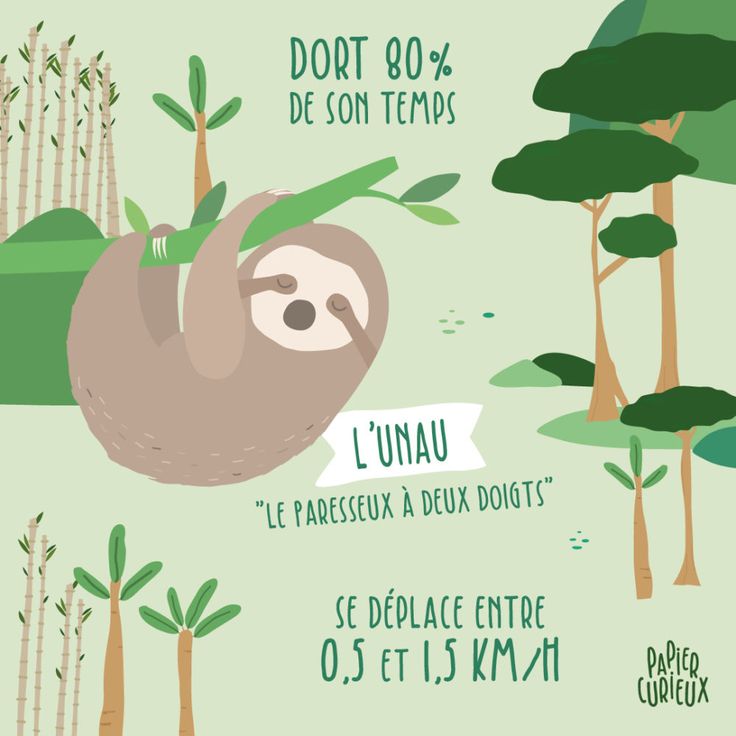 DORT 80%
DE SON TEMPS
L'UNAU
"LE PARESSEUX À DEUX DOIGTS"
SE DÉPLACE ENTRE
0,5 ET 1,5 KM/H
PAPIER
CURIEUX